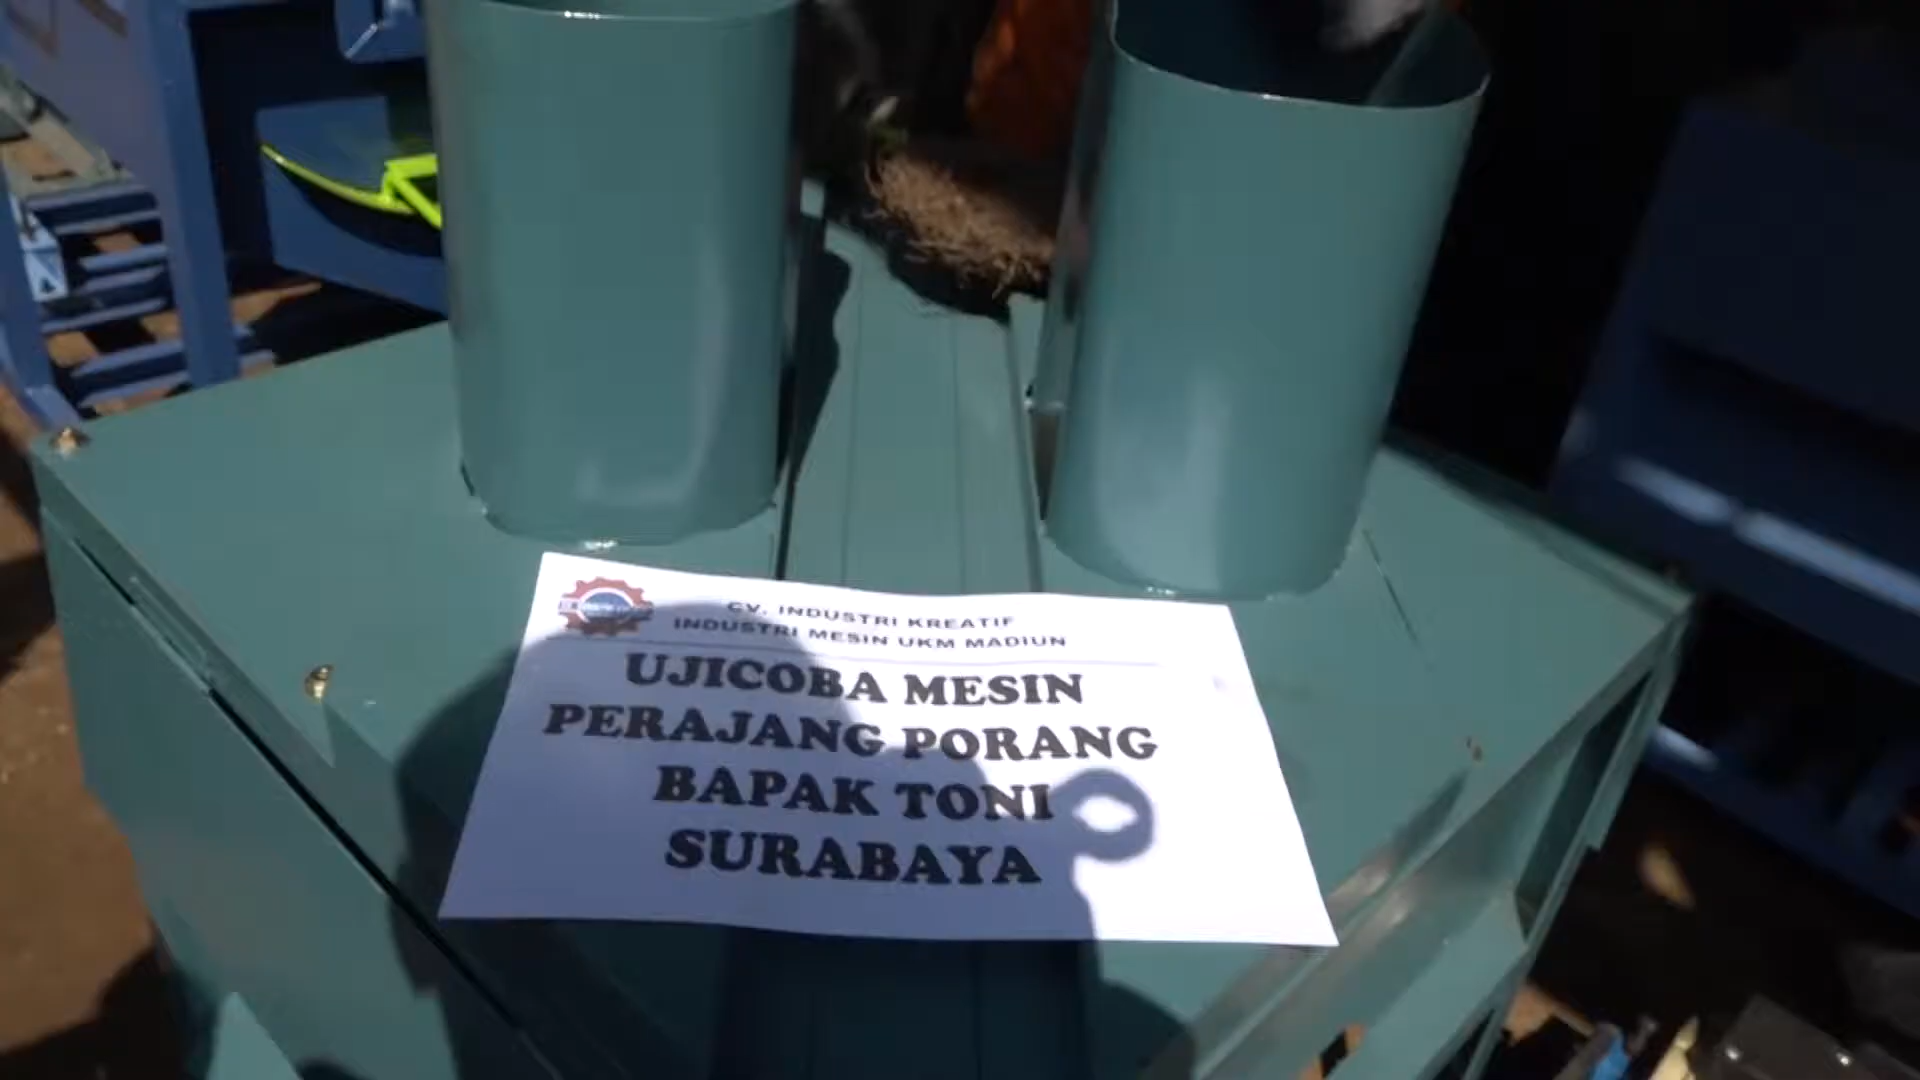 CV. INDUSTRI KREATIF
INDUSTRI MESIN UKM MADIUN
UJICOBA MESIN
PERAJANG PORANG
BAPAK TONI
SURABAYA